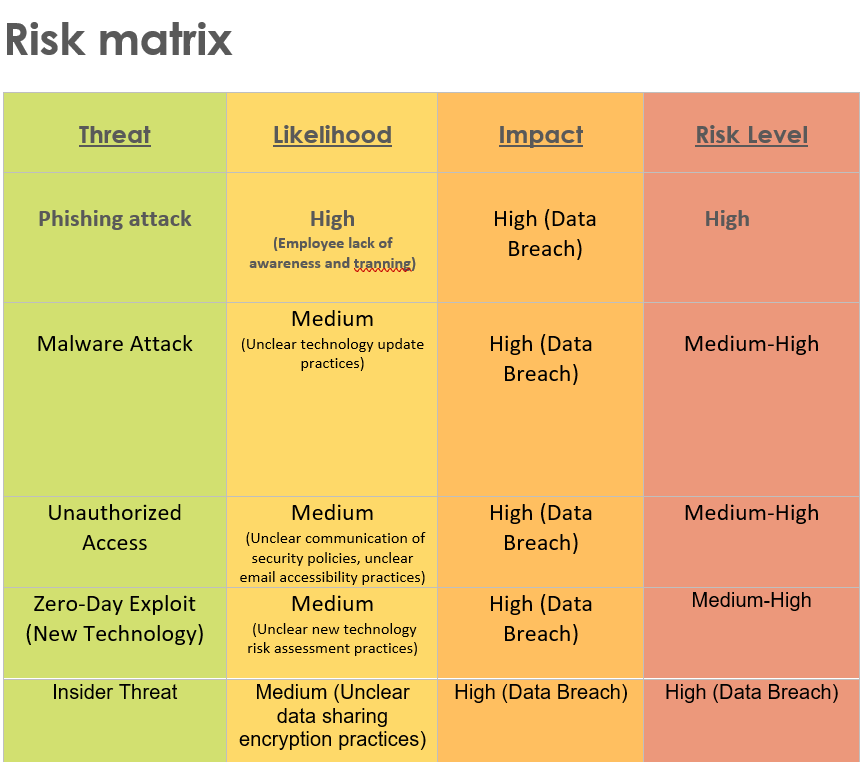 Risk matrix
Threat
Likelihood
Impact
Risk Level
Phishing attack
High
(Employee lack of
awareness and tranning)
High (Data
Breach)
High
Malware Attack
Medium
(Unclear technology update
practices)
High (Data
Breach)
Medium-High
Unauthorized
Access
Medium
(Unclear communication of
security policies, unclear
email accessibility practices)
High (Data
Breach)
Medium-High
Zero-Day Exploit
(New Technology)
Medium
(Unclear new technology
risk assessment practices)
High (Data
Breach)
Medium-High
Insider Threat
Medium (Unclear
data sharing
encryption practices)
High (Data Breach)
High (Data Breach)